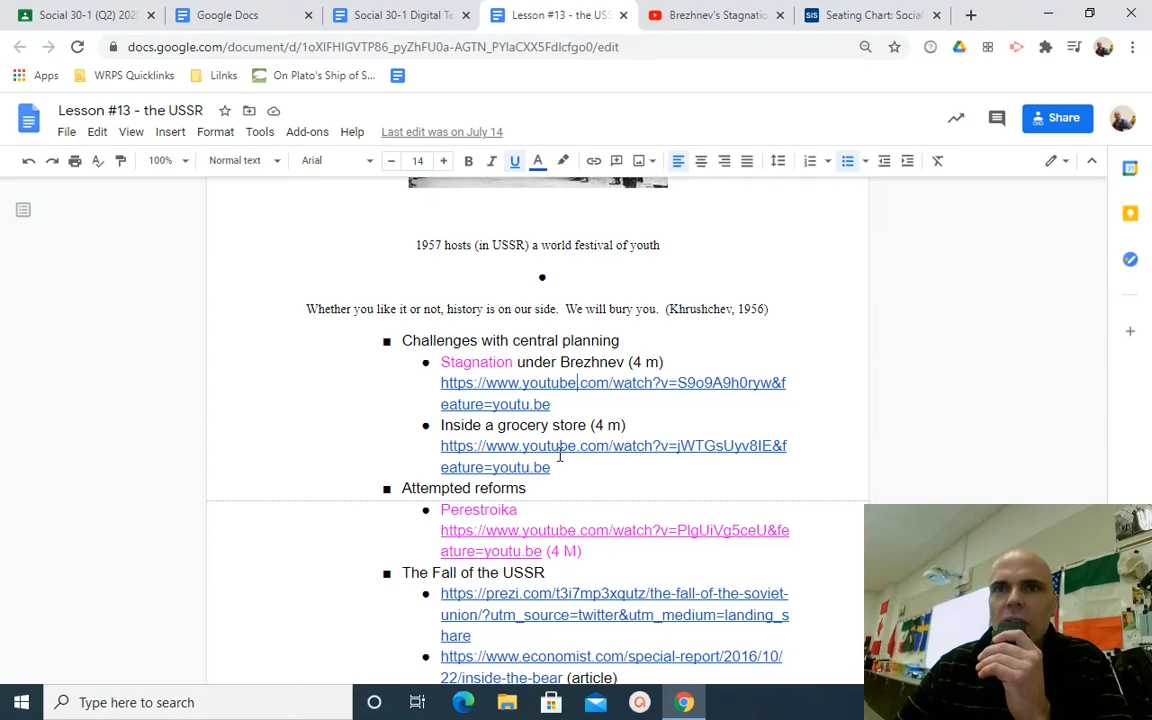 Social 30-1 (Q2) 2020
Google Docs
Social 30-1 Digital Te
Lesson #13 - the USS
Brezhnev's Stagnatio
Seating Chart: Social
docs.google.com/document/d/1oXIFHIGVTP86_pyZhFU0a-AGTN_PYlaCXX5Fdlcfgo0/edit
Apps
WRPS Quicklinks
LiInks
On Plato's Ship of S...
Lesson #13 - the USSR
File Edit View Insert Format Tools Add-ons Help Last edit was on July 14
Share
100% Normal text Arial 14 B I U A
1957 hosts (in USSR) a world festival of youth
Whether you like it or not, history is on our side. We will bury you. (Khrushchev, 1956)
Challenges with central planning
Stagnation under Brezhnev (4 m)
https://www.youtube.com/watch?v=S9o9A9h0ryw&f
eature=youtu.be
Inside a grocery store (4 m)
https://www.youtube.com/watch?v=jWTGsUyv8IE&f
eature=youtu.be
Attempted reforms
Perestroika
https://www.youtube.com/watch?v=PlgUiVg5ceU&fe
ature=youtu.be (4 M)
The Fall of the USSR
https://prezi.com/t3i7mp3xqutz/the-fall-of-the-soviet-
union/?utm_source=twitter&utm_medium=landing_s
hare
https://www.economist.com/special-report/2016/10/
22/inside-the-bear (article)
Type here to search